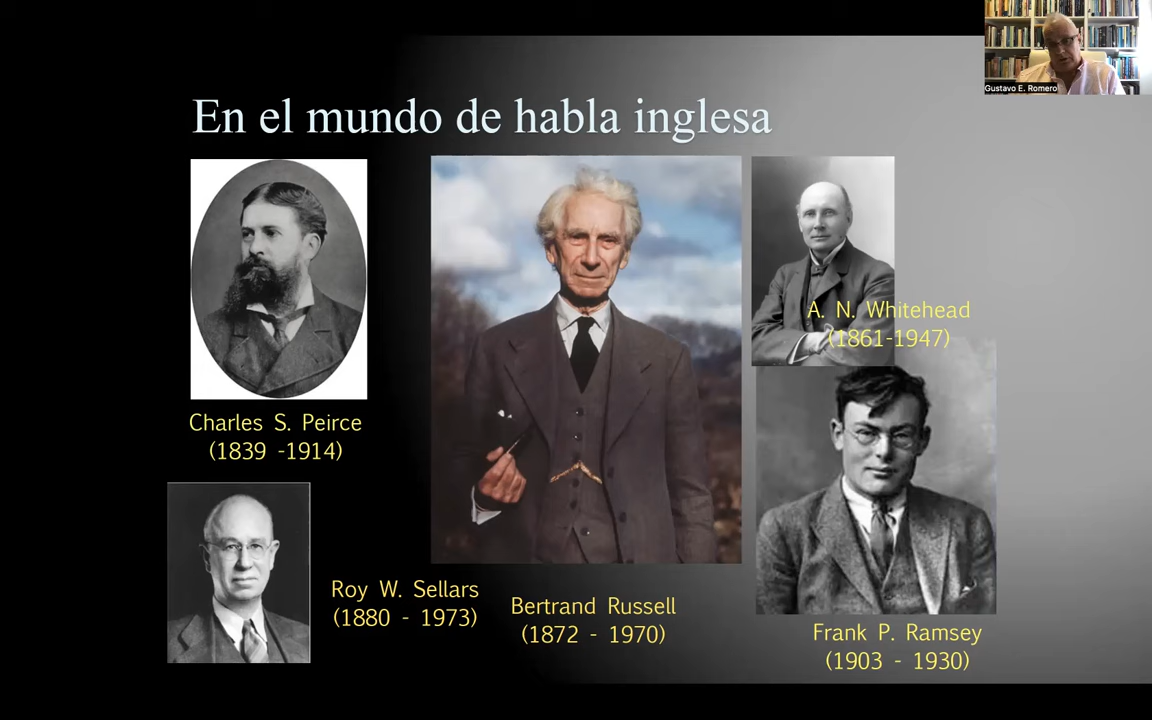 Gustavo E. Romero
En el mundo de habla inglesa
A. N. Whitehead
(1861-1947)
Charles S. Peirce
(1839 -1914)
Roy W. Sellars
(1880 - 1973)
Bertrand Russell
(1872 - 1970)
Frank P. Ramsey
(1903 - 1930)